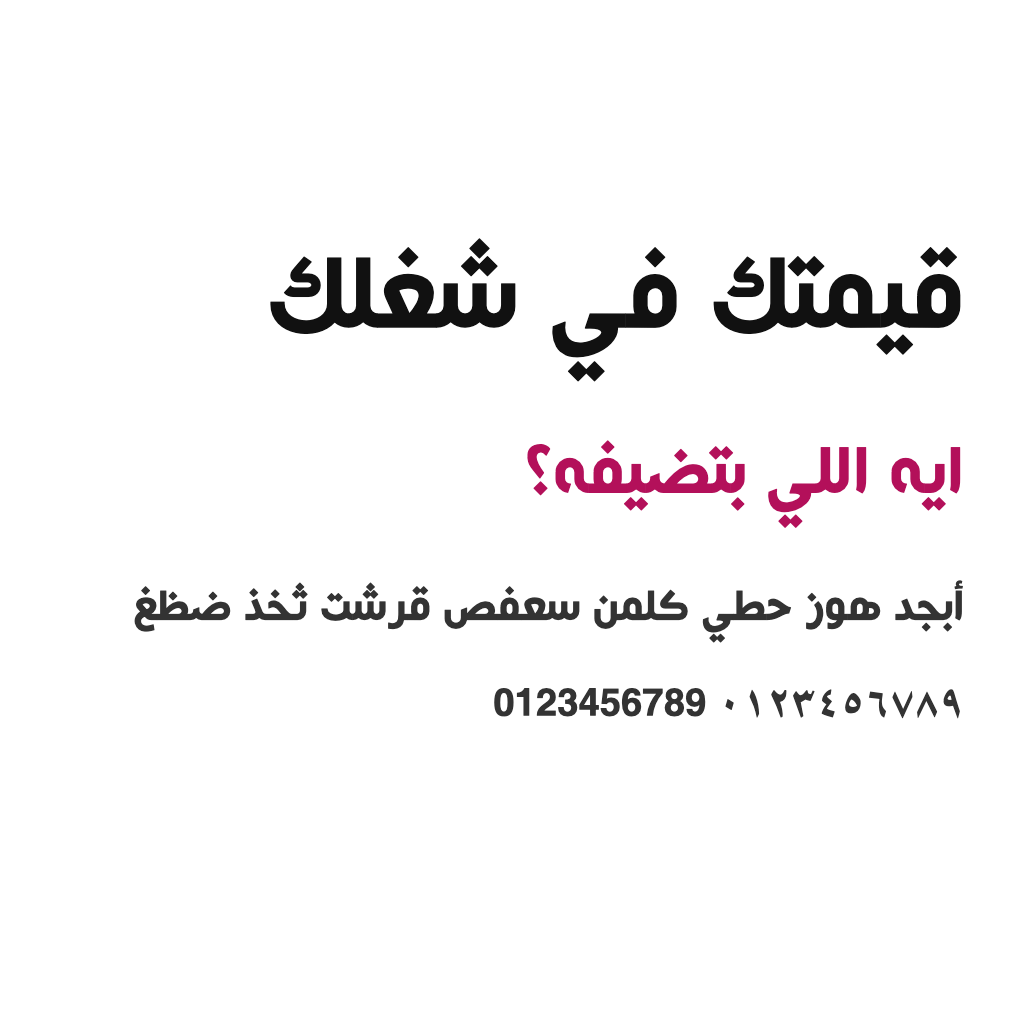 قيمتك في شغلك
ايه اللي بتضيفه؟
أبجد هوز حطي كلمن سعفص قرشت ثخذ ضظغ
٠١٢٣٤٥٦٧٨٩ 0123456789